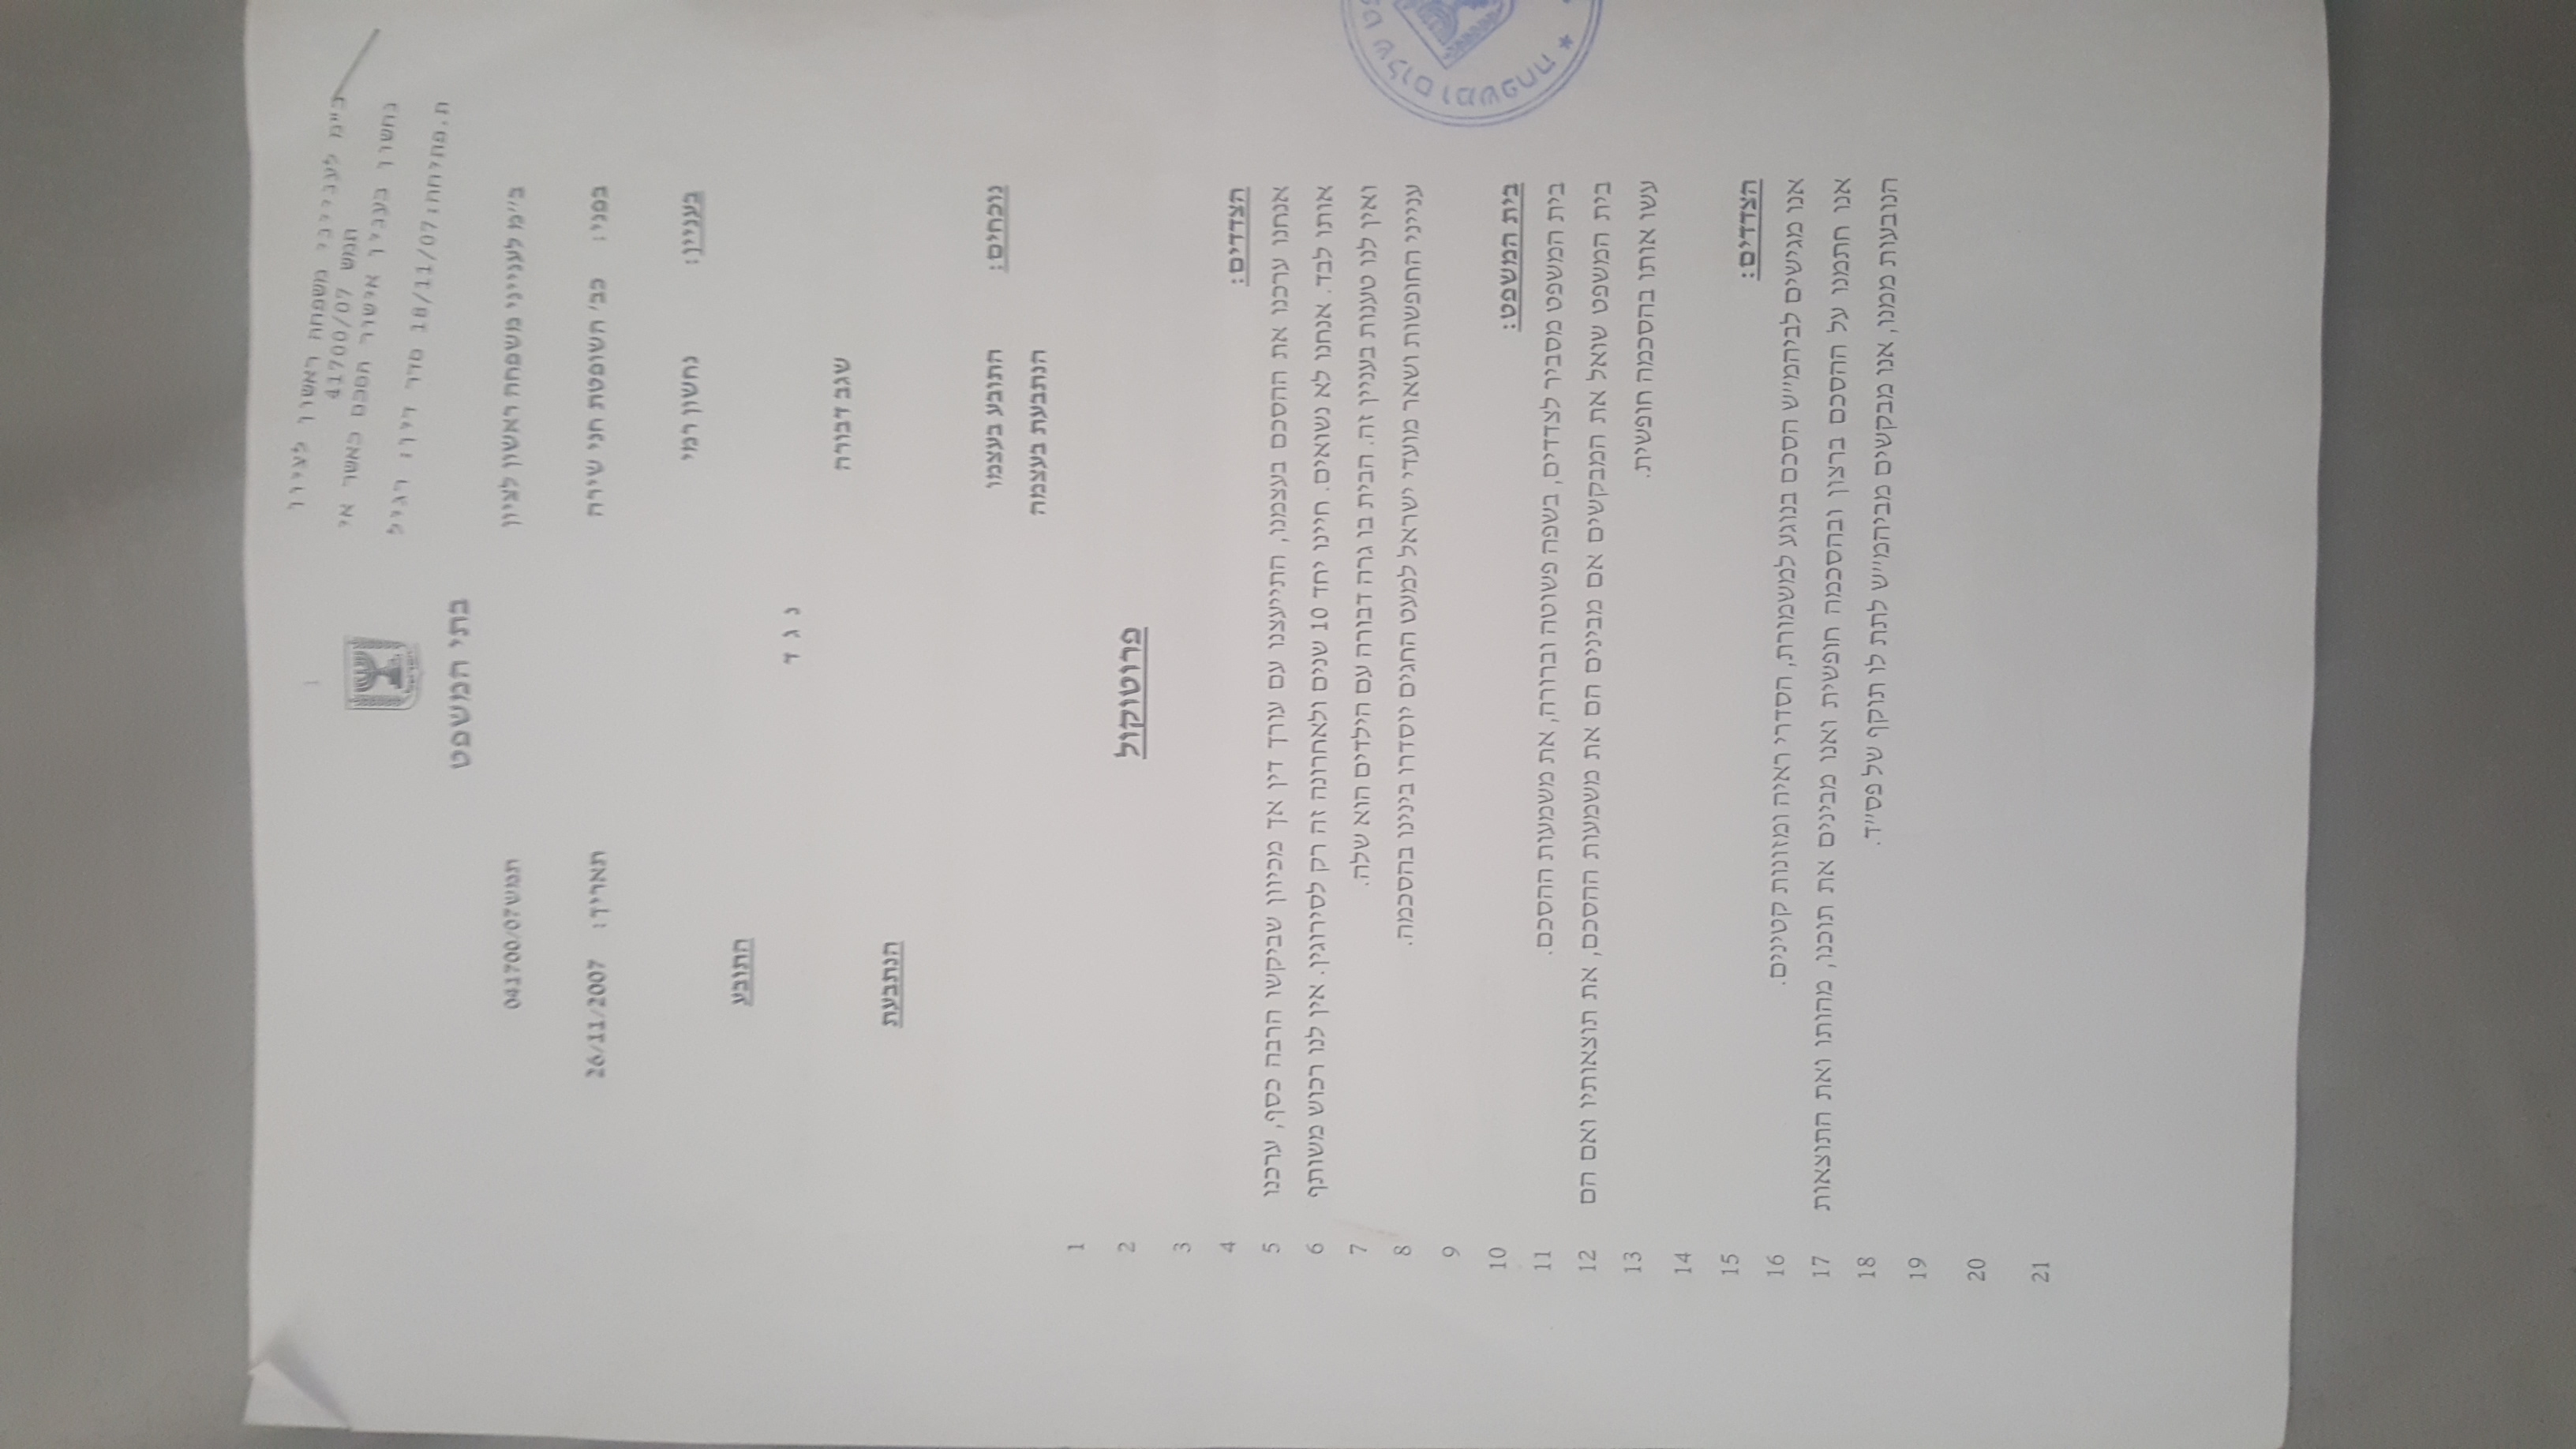 1
בי"מ לענייני משפחה ראשון לציון
תמש 41700/07
נחשון בענין אישור הסכם כאשר אי
ת.פתיחה: 18/11/07 סדר דין: רגיל
בתי המשפט
בי"מ לענייני משפחה ראשון לציון תמש 041700/07
בפני: כב' השופטת חני שירה תאריך: 26/11/2007
בעניין: נחשון רמי
התובע
נ ג ד
שגב דבורה
הנתבעת
נוכחים: התובע בעצמו
הנתבעת בעצמה
1
פרוטוקול 2
3
הצדדים: 4
אנחנו ערכנו את ההסכם בעצמנו, התייעצנו עם עורך דין אך מכיוון שביקשו הרבה כסף, ערכנו 5
אותו לבד. אנחנו לא נשואים. חיינו יחד 10 שנים ולאחרונה זה רק לסירוגין. אין לנו רכוש משותף 6
ואין לנו טענות בעניין זה. הבית בו גרה דבורה עם הילדים הוא שלה. 7
ענייני החופשות ושאר מועדי ישראל למעט החגים יוסדרו בינינו בהסכמה. 8
9
בית המשפט: 10
בית המשפט מסביר לצדדים, בשפה פשוטה וברורה, את משמעות ההסכם. 11
בית המשפט שואל את המבקשים אם מבינים הם את משמעות ההסכם, את תוצאותיו ואם הם 12
עשו אותו בהסכמה חופשית. 13
14
הצדדים: 15
אנו מגישים לביהמ"ש הסכם בנוגע למשמורת, הסדרי ראיה ומזונות קטינים. 16
אנו חתמנו על ההסכם ברצון ובהסכמה חופשית ואנו מבינים את תוכנו, מהותו ואת התוצאות 17
הנובעות ממנו, אנו מבקשים מביהמ"ש לתת לו תוקף של פס"ד. 18
19
20
21
שלום ומשפחה